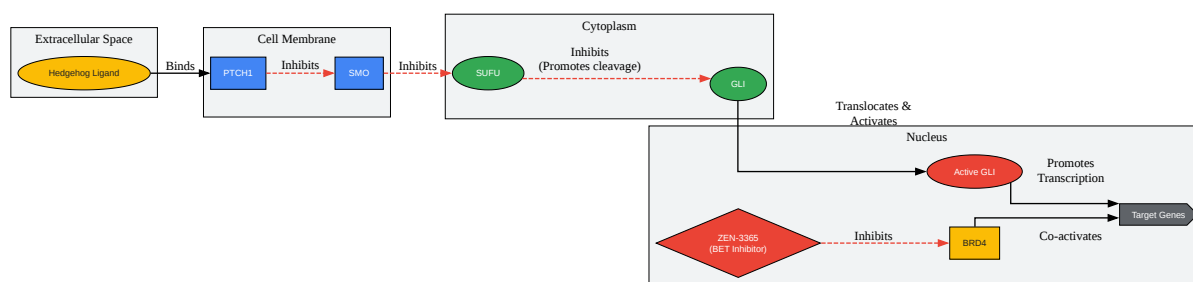 Extracellular Space
Hedgehog Ligand
Binds
Cell Membrane
PTCH1
Inhibits
SMO
Inhibits
Cytoplasm
SUFU
Inhibits
(Promotes cleavage)
GLI
Translocates &
Activates
Nucleus
Active GLI
Promotes
Transcription
Target Genes
ZEN-3365
(BET Inhibitor)
Inhibits
BRD4
Co-activates